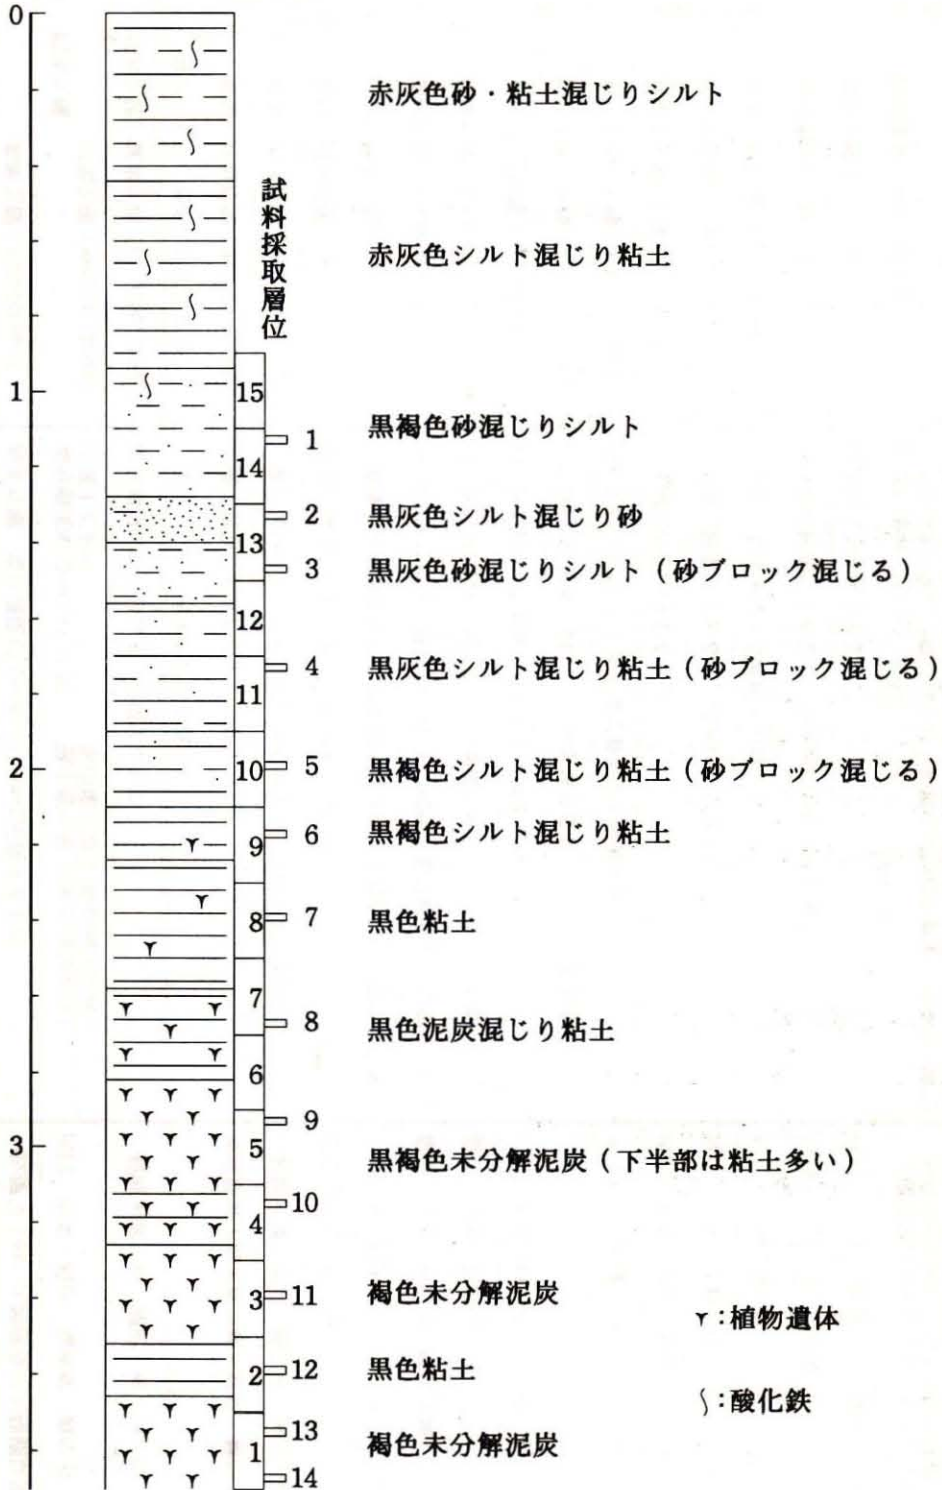 0
赤灰色砂・粘土混じりシルト
試料採取層位
赤灰色シルト混じり粘土
1
15
1
黒褐色砂混じりシルト
14
2
黒灰色シルト混じり砂
13
3
黒灰色砂混じりシルト(砂ブロック混じる)
12
4
黒灰色シルト混じり粘土(砂ブロック混じる)
11
2
10
5
黒褐色シルト混じり粘土(砂ブロック混じる)
9
6
黒褐色シルト混じり粘土
8
7
黒色粘土
7
8
黒色泥炭混じり粘土
6
9
3
5
黒褐色未分解泥炭(下半部は粘土多い)
10
4
3
11
褐色未分解泥炭
:植物遺体
2
12
黒色粘土
:酸化鉄
13
1
褐色未分解泥炭
14